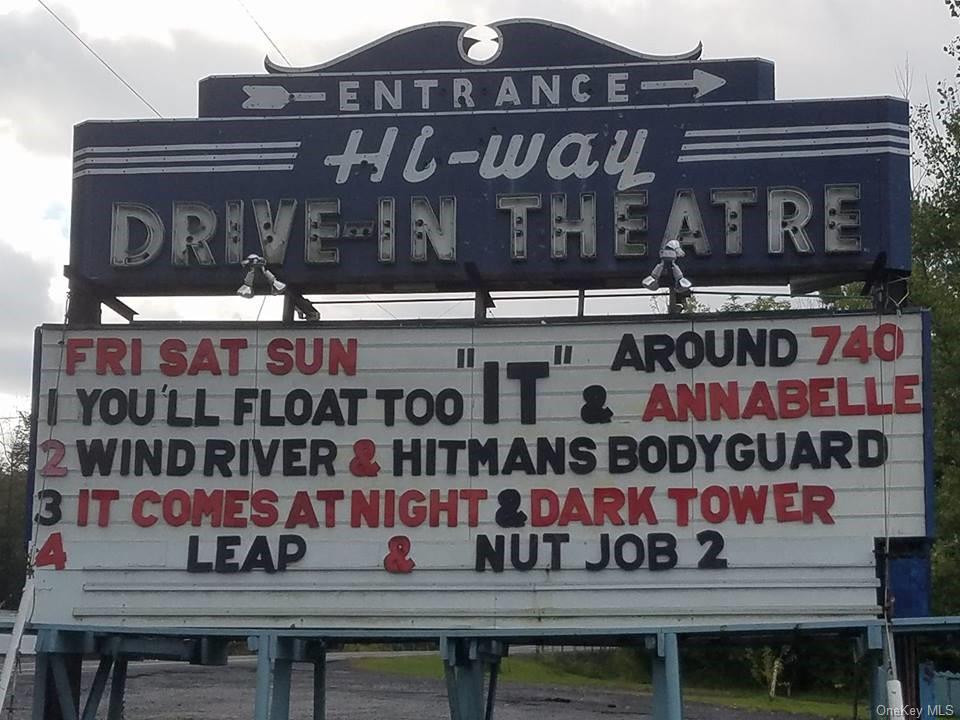 ENTRANCE
Hi-way
DRIVE-IN THEATRE
FRI SAT SUN AROUND 740
1 YOU'LL FLOAT TOO "IT" & ANNABELLE
2 WIND RIVER & HITMANS BODYGUARD
3 IT COMES AT NIGHT & DARK TOWER
4 LEAP & NUT JOB 2
OneKey MLS